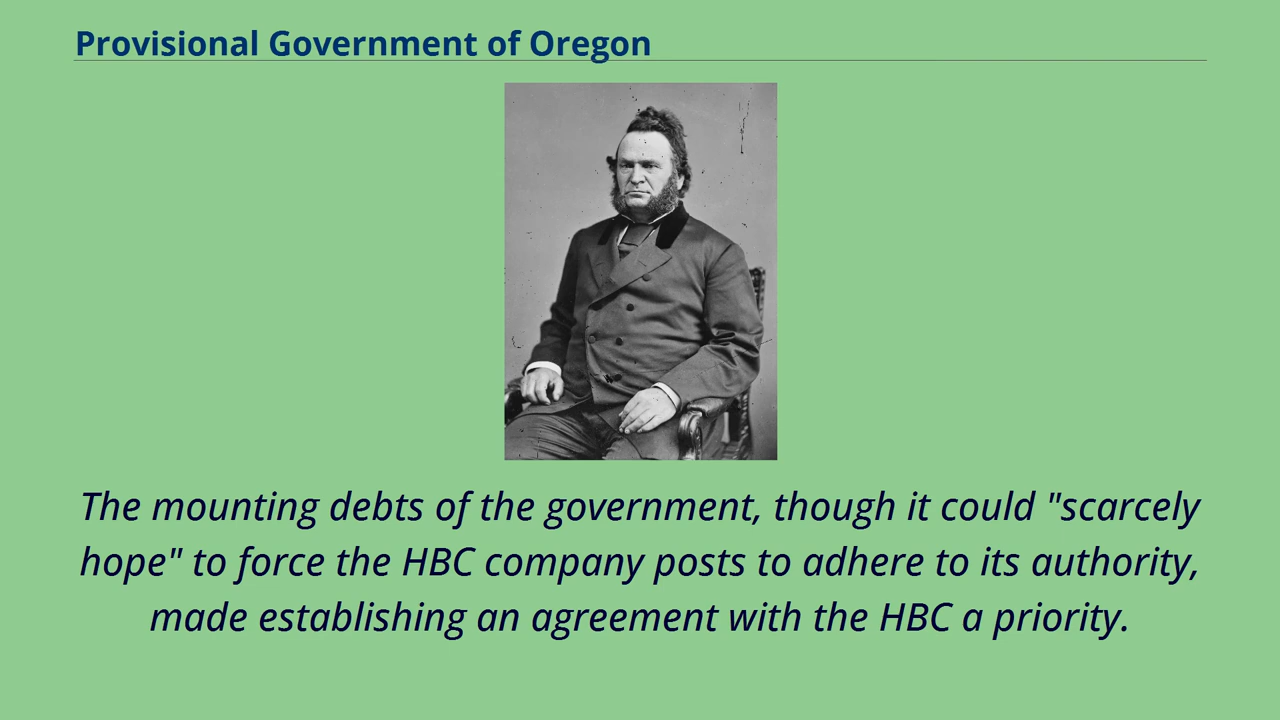 Provisional Government of Oregon
The mounting debts of the government, though it could "scarcely
hope" to force the HBC company posts to adhere to its authority,
made establishing an agreement with the HBC a priority.